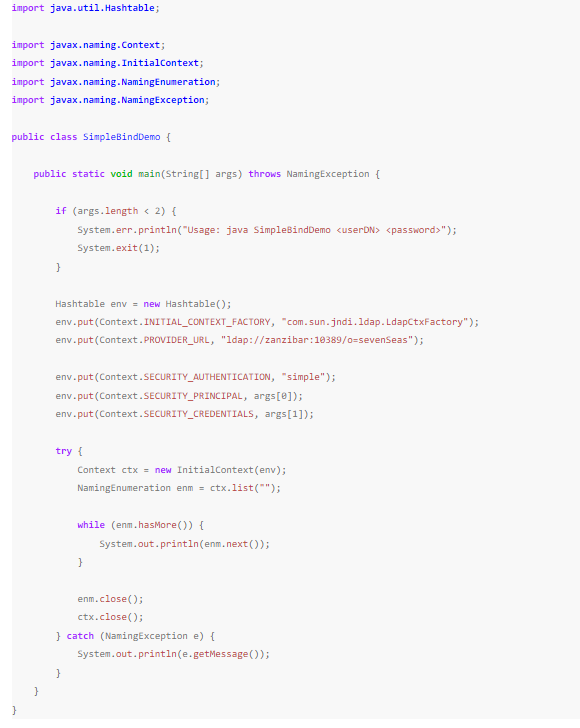 import java.util.Hashtable;
import javax.naming.Context;
import javax.naming.InitialContext;
import javax.naming.NamingEnumeration;
import javax.naming.NamingException;
public class SimpleBindDemo {
public static void main(String[] args) throws NamingException {
if (args.length < 2) {
System.err.println("Usage: java SimpleBindDemo <userDN> <password>");
System.exit(1);
}
Hashtable env = new Hashtable();
env.put(Context.INITIAL_CONTEXT_FACTORY, "com.sun.jndi.ldap.LdapCtxFactory");
env.put(Context.PROVIDER_URL, "ldap://zanzibar:10389/o=sevenSeas");
env.put(Context.SECURITY_AUTHENTICATION, "simple");
env.put(Context.SECURITY_PRINCIPAL, args[0]);
env.put(Context.SECURITY_CREDENTIALS, args[1]);
try {
Context ctx = new InitialContext(env);
NamingEnumeration enm = ctx.list("");
while (enm.hasMore()) {
System.out.println(enm.next());
}
enm.close();
ctx.close();
} catch (NamingException e) {
System.out.println(e.getMessage());
}
}
}